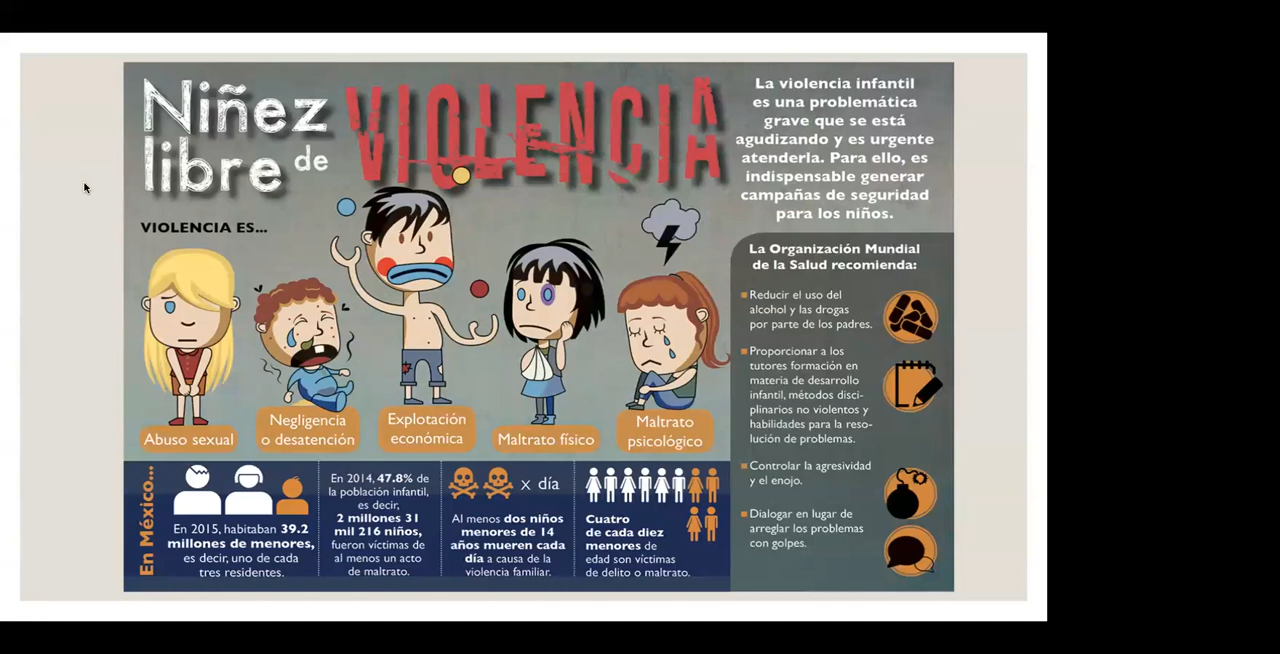 Niñez
libre de
VIOLENCIA
La violencia infantil
es una problemática
grave que se está
agudizando y es urgente
atenderla. Para ello, es
indispensable generar
campañas de seguridad
para los niños.
VIOLENCIA ES...
Abuso sexual
Negligencia
o desatención
Explotación
económica
Maltrato físico
Maltrato
psicológico
La Organización Mundial
de la Salud recomienda:
Reducir el uso del
alcohol y las drogas
por parte de los padres.
Proporcionar a los
tutores formación en
materia de desarrollo
infantil, métodos disci-
plinarios no violentos y
habilidades para la reso-
lución de problemas.
Controlar la agresividad
y el enojo.
Dialogar en lugar de
arreglar los problemas
con golpes.
En México...
En 2015, habitaban 39.2
millones de menores,
es decir, uno de cada
tres residentes.
En 2014, 47.8% de
la población infantil,
es decir,
2 millones 31
mil 216 niños,
fueron víctimas de
al menos un acto
de maltrato.
x día
Al menos dos niños
menores de 14
años mueren cada
día a causa de la
violencia familiar.
Cuatro
de cada diez
menores de
edad son víctimas
de delito o maltrato.